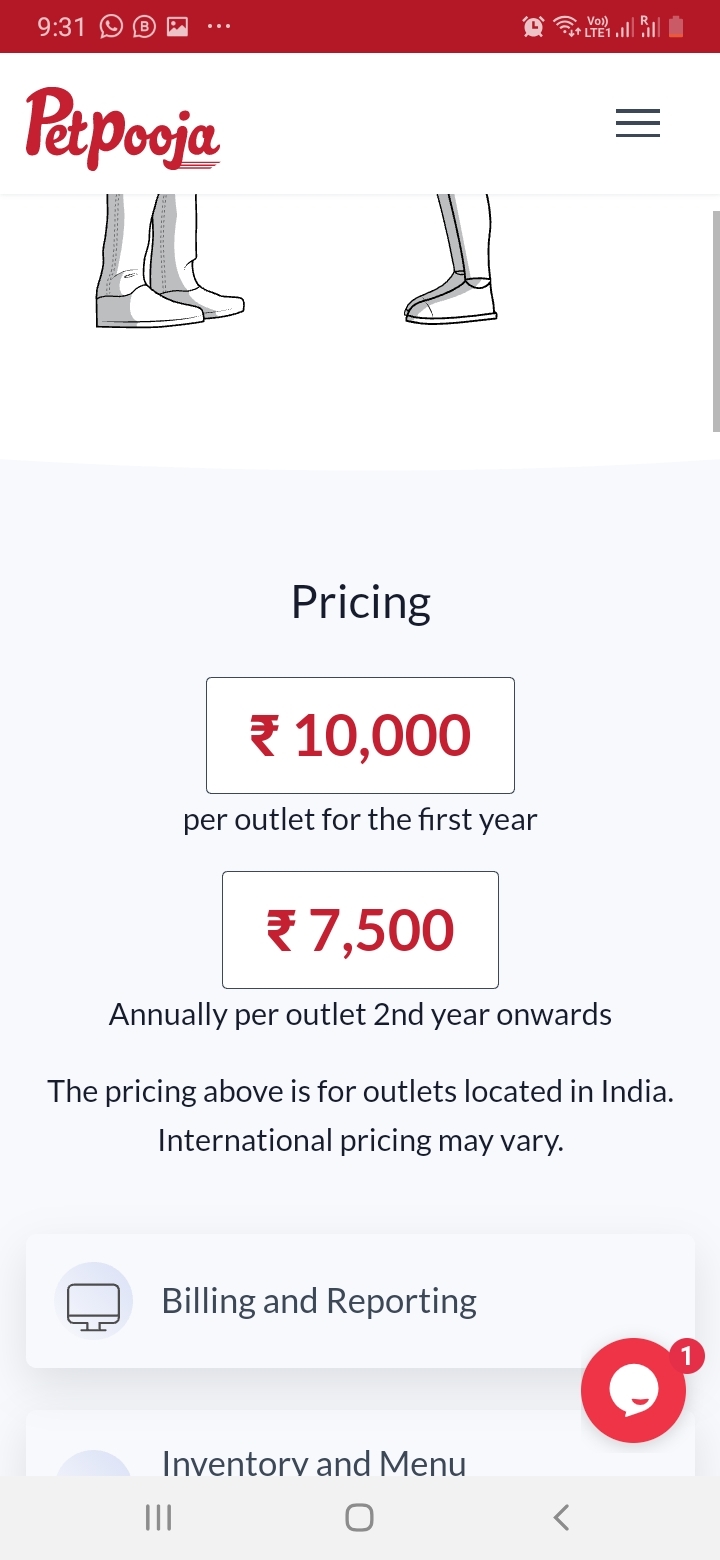 9:31
Vo))
LTE1
R
Petpooja
Pricing
₹ 10,000
per outlet for the first year
₹ 7,500
Annually per outlet 2nd year onwards
The pricing above is for outlets located in India.
International pricing may vary.
Billing and Reporting
1
Inventory and Menu